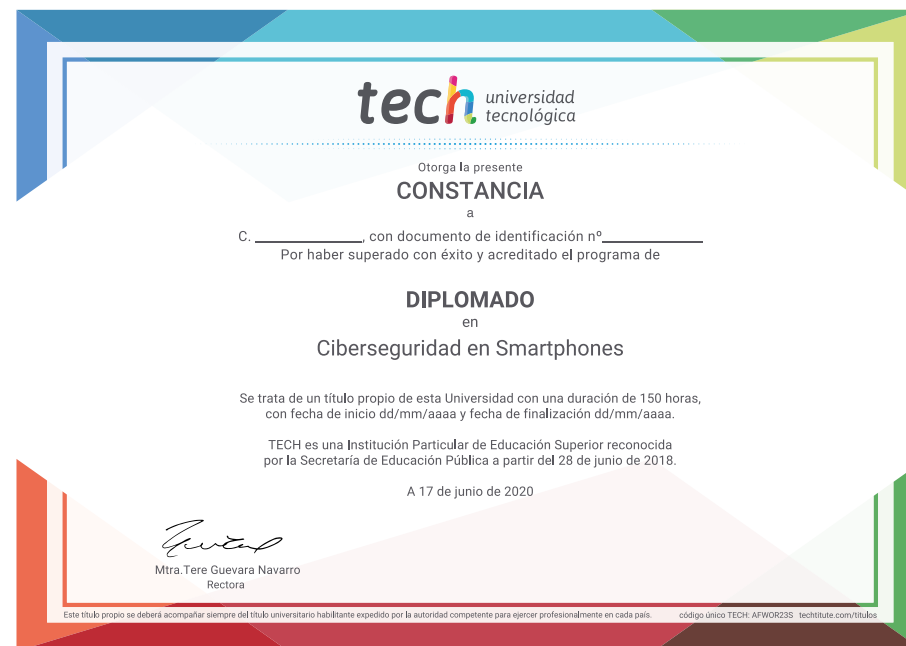 tech universidad
tecnológica
Otorga la presente
CONSTANCIA
a
C. ______________, con documento de identificación nº_____________
Por haber superado con éxito y acreditado el programa de
DIPLOMADO
en
Ciberseguridad en Smartphones
Se trata de un título propio de esta Universidad con una duración de 150 horas,
con fecha de inicio dd/mm/aaaa y fecha de finalización dd/mm/aaaa.
TECH es una Institución Particular de Educación Superior reconocida
por la Secretaría de Educación Pública a partir del 28 de junio de 2018.
A 17 de junio de 2020
Mtra.Tere Guevara Navarro
Rectora
Este título propio se deberá acompañar siempre del título universitario habilitante expedido por la autoridad competente para ejercer profesionalmente en cada país. código único TECH: AFWOR23S techtitute.com/títulos